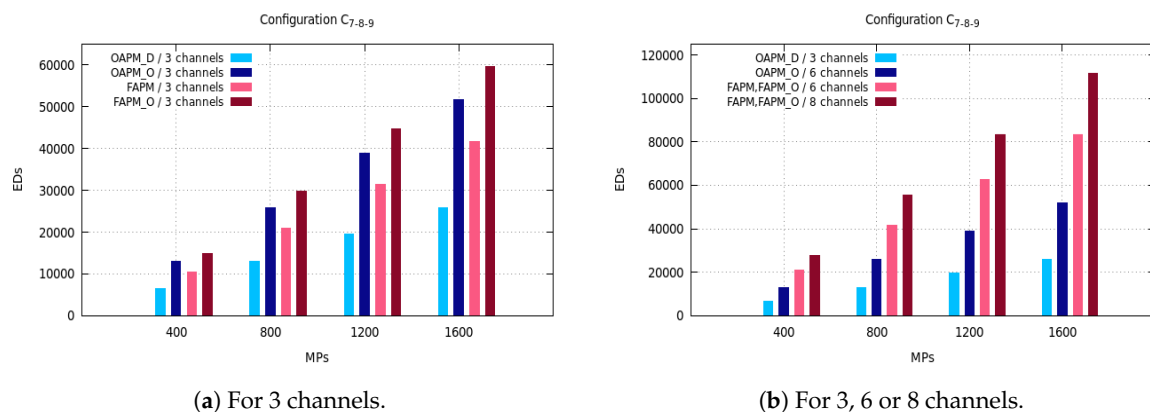 Configuration C7-8-9
OAPM_D / 3 channels
OAPM_O / 3 channels
FAPM / 3 channels
FAPM_O / 3 channels
60000
50000
40000
30000
20000
10000
0
EDs
400 800 1200 1600
MPs
(a) For 3 channels.
Configuration C7-8-9
OAPM_D / 3 channels
OAPM_O / 6 channels
FAPM,FAPM_O / 6 channels
FAPM,FAPM_O / 8 channels
120000
100000
80000
60000
40000
20000
0
EDs
400 800 1200 1600
MPs
(b) For 3, 6 or 8 channels.